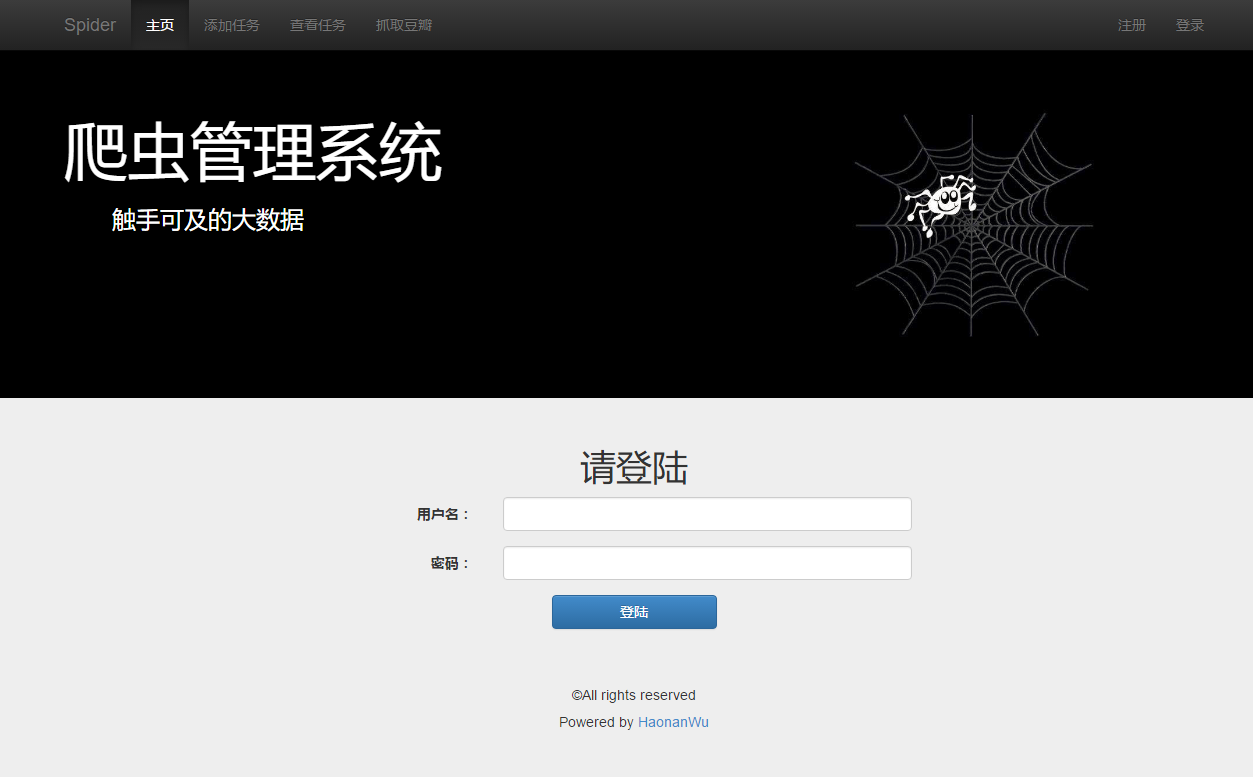 Spider 主页 添加任务 查看任务 抓取豆瓣 注册 登录
爬虫管理系统
触手可及的大数据
请登陆
用户名：
密码：
登陆
©All rights reserved
Powered by HaonanWu